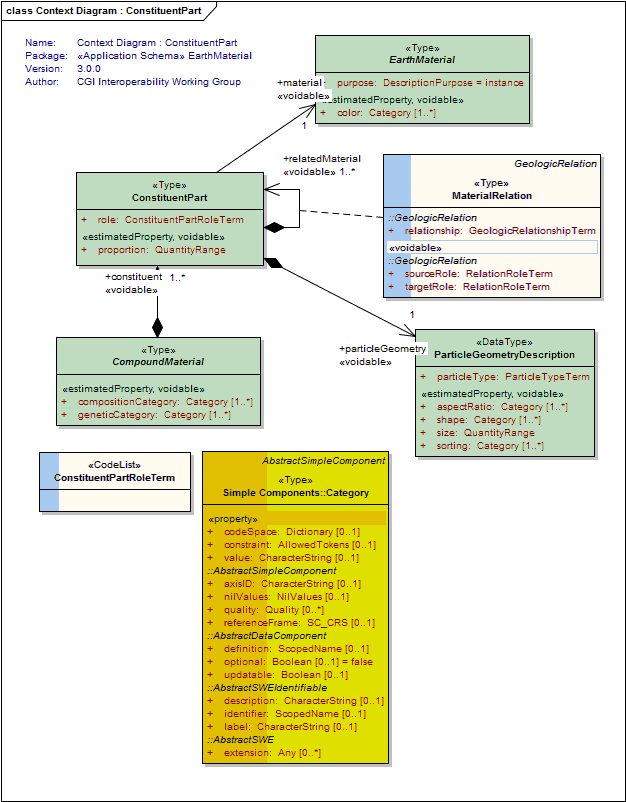 class Context Diagram : ConstituentPart
Name: Context Diagram : ConstituentPart
Package: «Application Schema» EarthMaterial
Version: 3.0.0
Author: CGI Interoperability Working Group
«Type»
EarthMaterial
+ purpose: DescriptionPurpose = instance
«estimatedProperty, voidable»
+ color: Category [1..*]
+material
«voidable»
1
+relatedMaterial
«voidable» 1..*
GeologicRelation
«Type»
MaterialRelation
::GeologicRelation
+ relationship: GeologicRelationshipTerm
«voidable»
::GeologicRelation
+ sourceRole: RelationRoleTerm
+ targetRole: RelationRoleTerm
«Type»
ConstituentPart
+ role: ConstituentPartRoleTerm
«estimatedProperty, voidable»
+ proportion: QuantityRange
+constituent 1..*
«voidable»
1
+particleGeometry
«voidable»
«DataType»
ParticleGeometryDescription
+ particleType: ParticleTypeTerm
«estimatedProperty, voidable»
+ aspectRatio: Category [1..*]
+ shape: Category [1..*]
+ size: QuantityRange
+ sorting: Category [1..*]
«Type»
CompoundMaterial
«estimatedProperty, voidable»
+ compositionCategory: Category [1..*]
+ geneticCategory: Category [1..*]
«CodeList»
ConstituentPartRoleTerm
AbstractSimpleComponent
«Type»
Simple Components::Category
«property»
+ codeSpace: Dictionary [0..1]
+ constraint: AllowedTokens [0..1]
+ value: CharacterString [0..1]
::AbstractSimpleComponent
+ axisID: CharacterString [0..1]
+ nilValues: NilValues [0..1]
+ quality: Quality [0..*]
+ referenceFrame: SC_CRS [0..1]
::AbstractDataComponent
+ definition: ScopedName [0..1]
+ optional: Boolean [0..1] = false
+ updatable: Boolean [0..1]
::AbstractSWEIdentifiable
+ description: CharacterString [0..1]
+ identifier: ScopedName [0..1]
+ label: CharacterString [0..1]
::AbstractSWE
+ extension: Any [0..*]